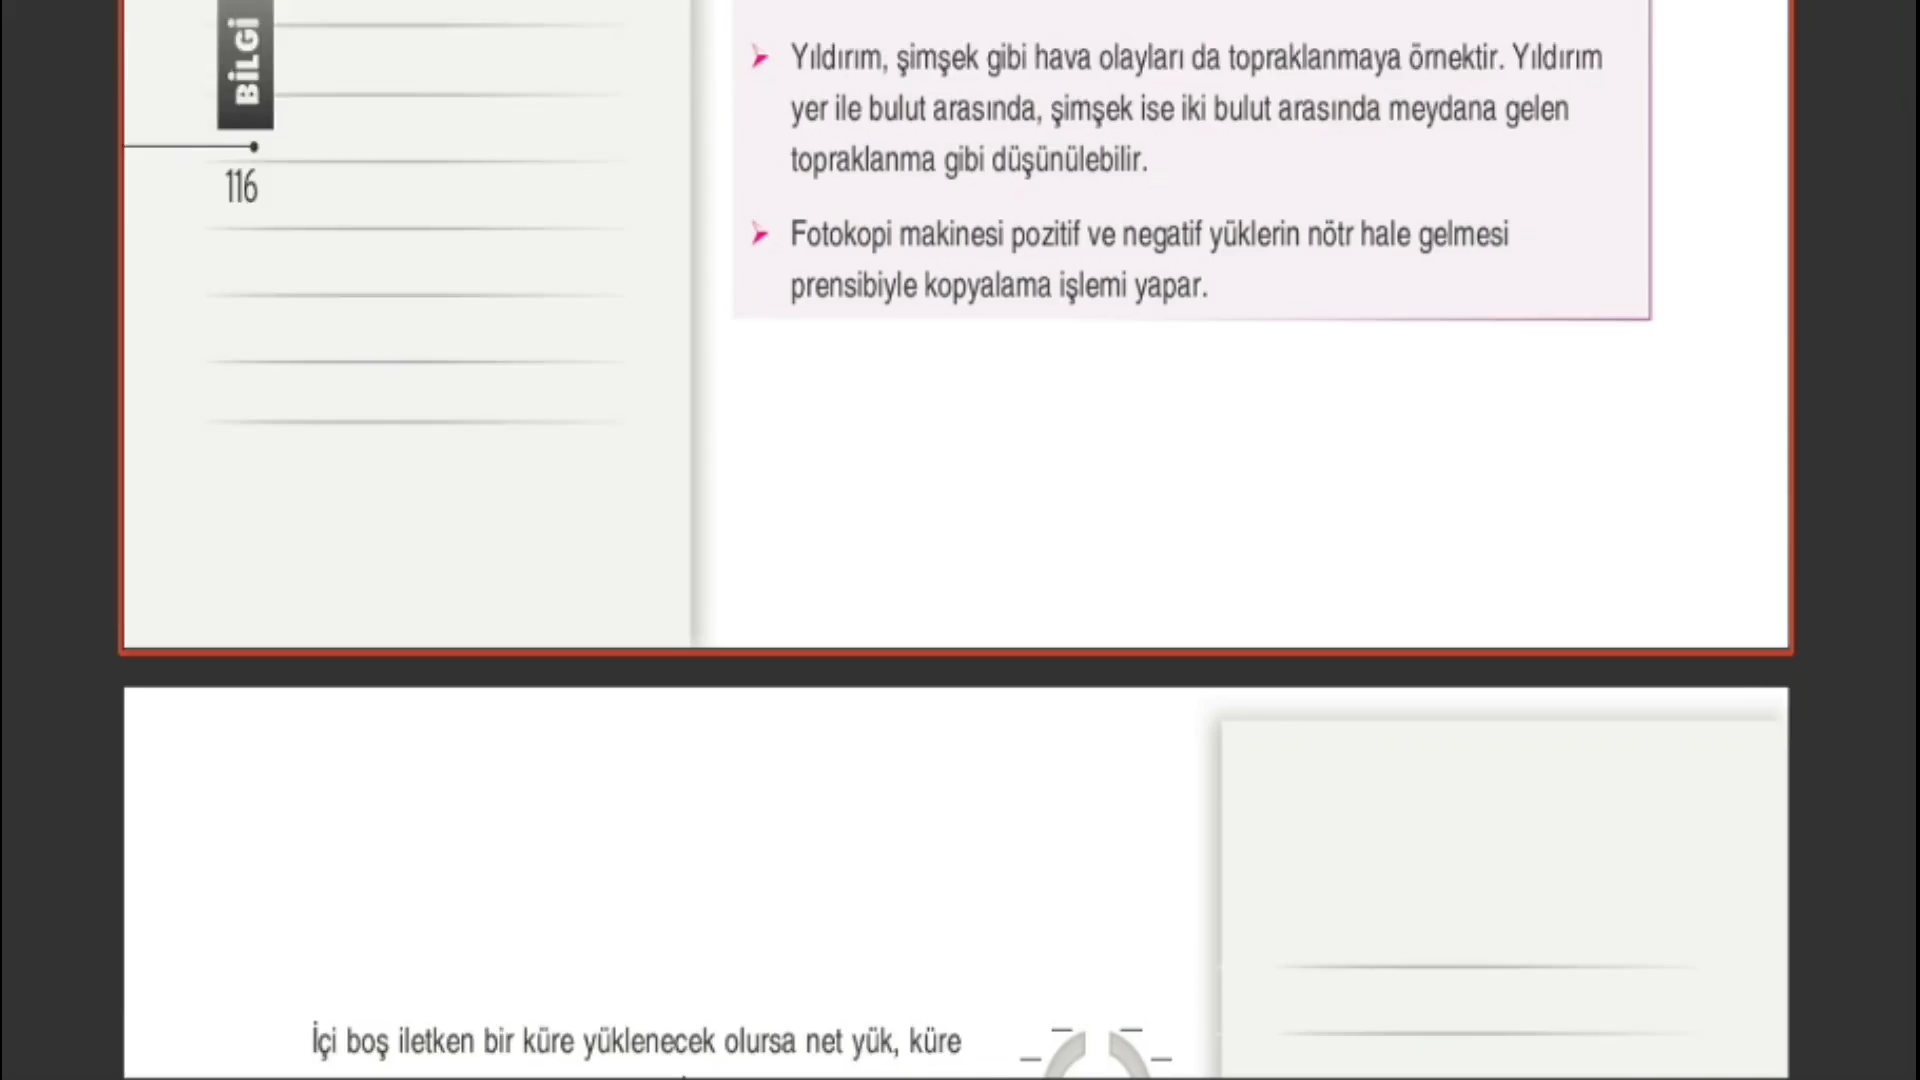 BİLGİ
116
Yıldırım, şimşek gibi hava olayları da topraklanmaya örnektir. Yıldırım
yer ile bulut arasında, şimşek ise iki bulut arasında meydana gelen
topraklanma gibi düşünülebilir.
Fotokopi makinesi pozitif ve negatif yüklerin nötr hale gelmesi
prensibiyle kopyalama işlemi yapar.
İçi boş iletken bir küre yüklenecek olursa net yük, küre